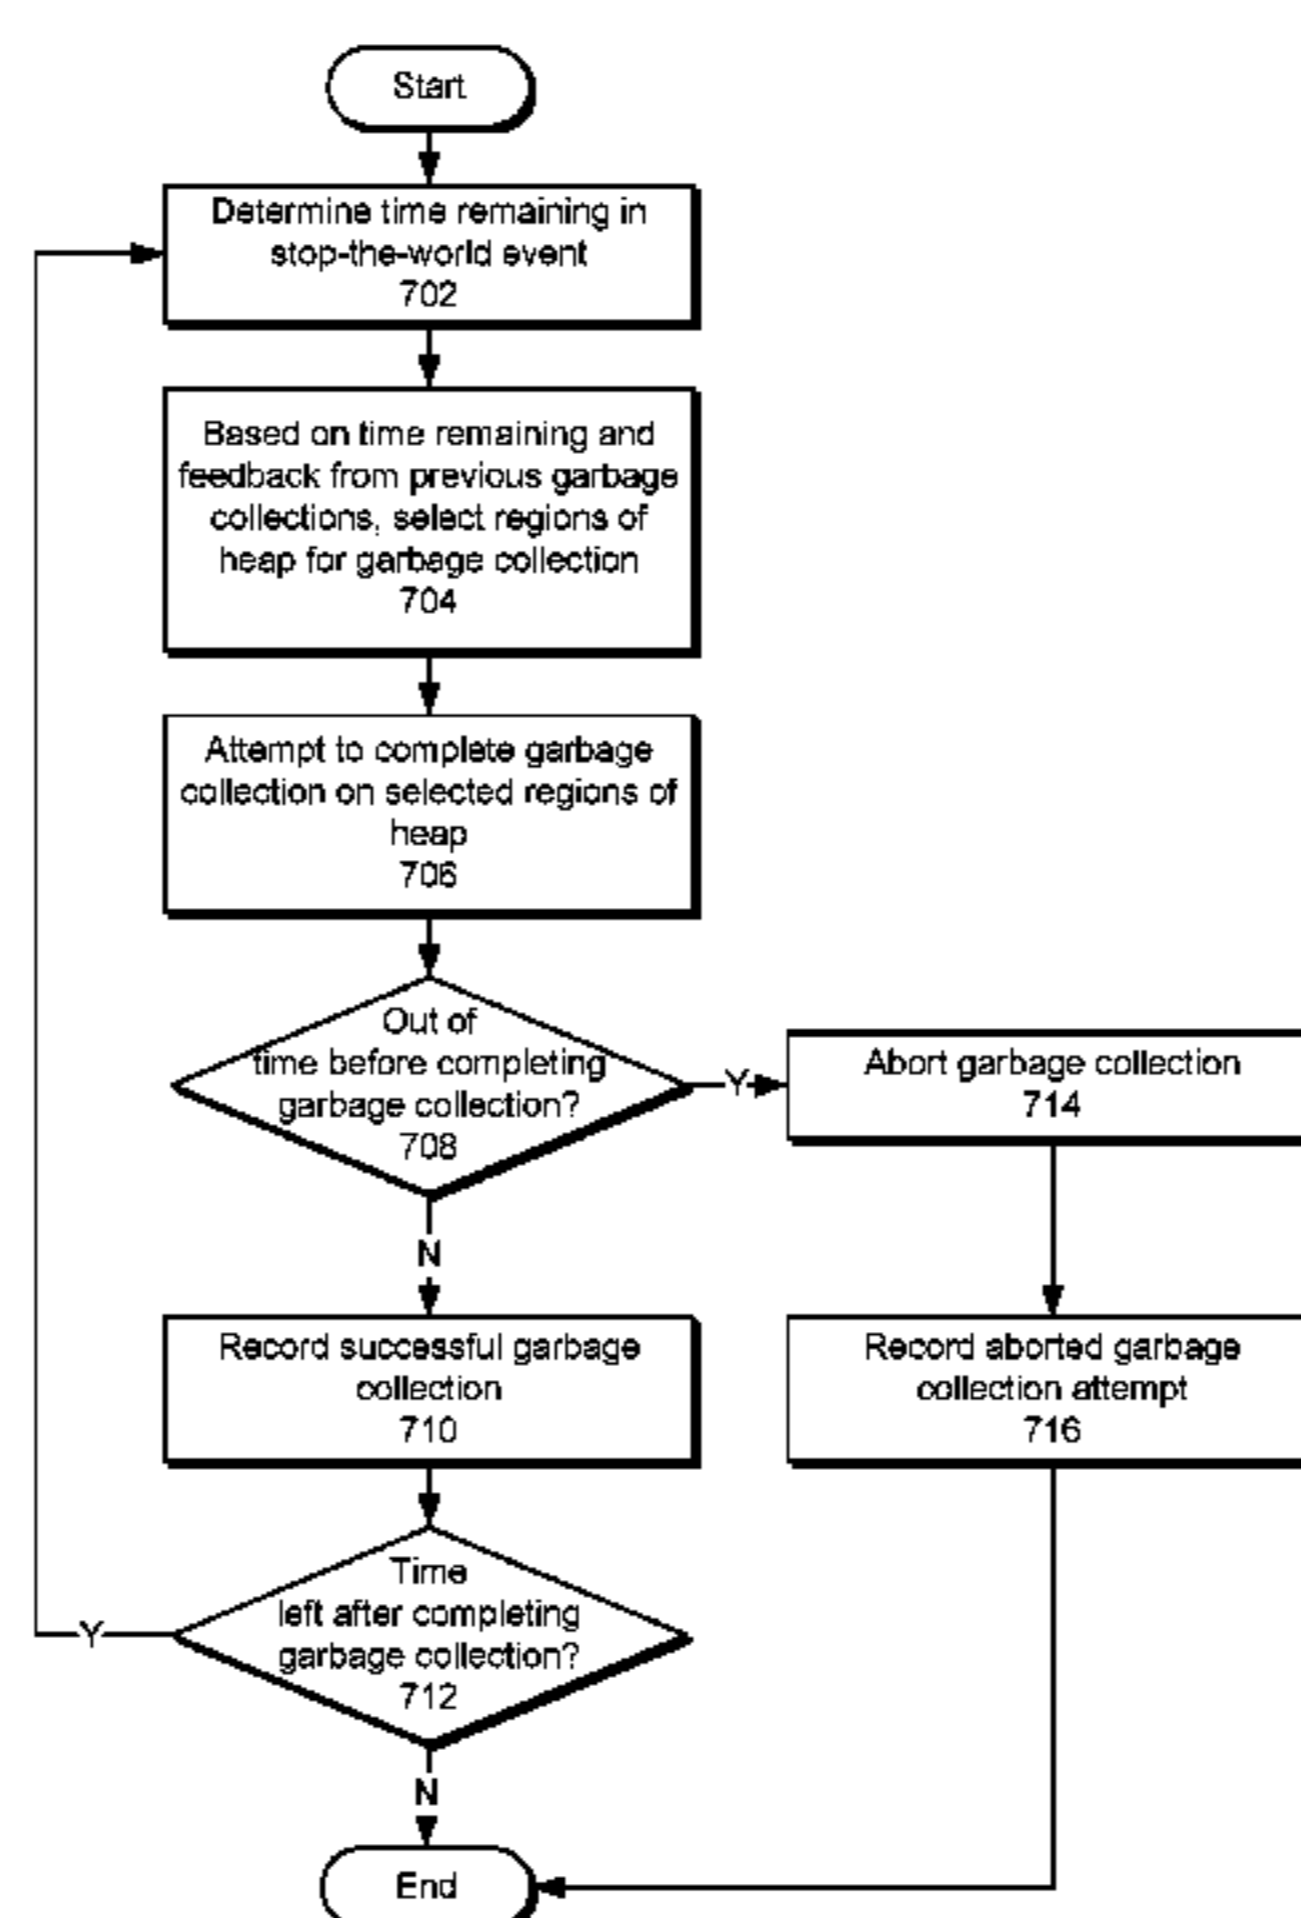 Start
Determine time remaining in
stop-the-world event
702
Based on time remaining and
feedback from previous garbage
collections, select regions of
heap for garbage collection
704
Attempt to complete garbage
collection on selected regions of
heap
706
Out of
time before completing
garbage collection?
708
Y
Abort garbage collection
714
N
Record successful garbage
collection
710
Record aborted garbage
collection attempt
716
Time
left after completing
garbage collection?
712
Y
N
End